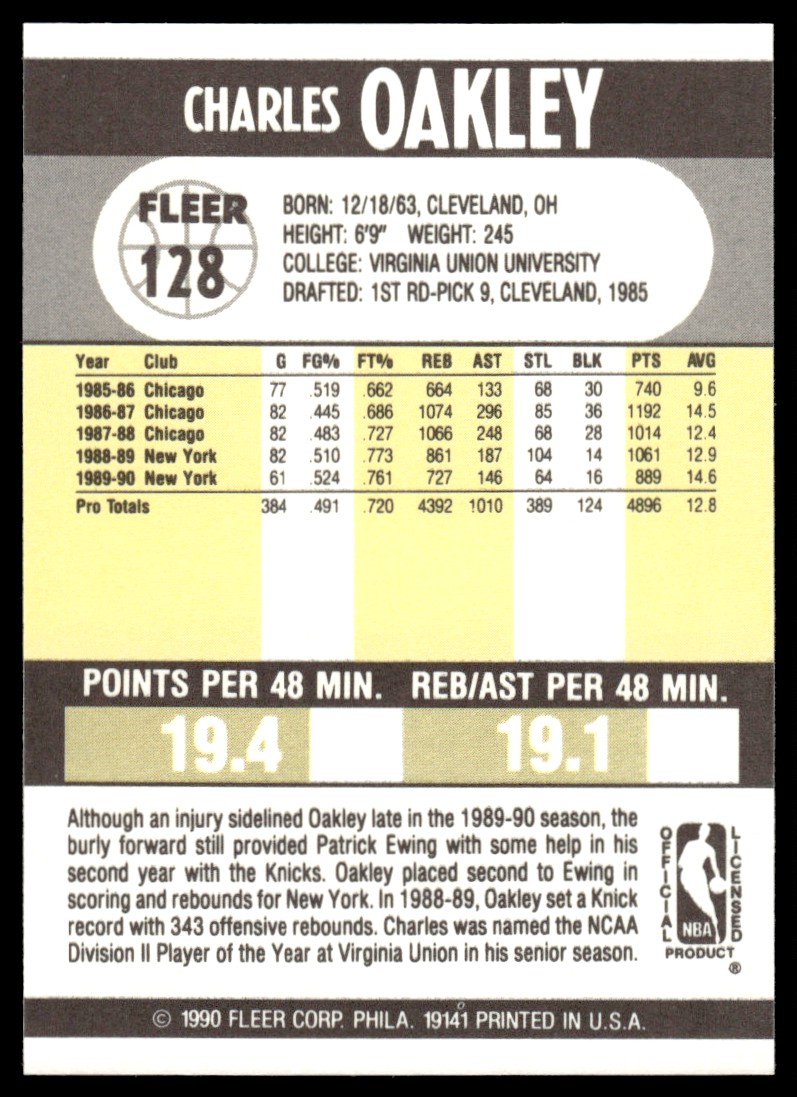 CHARLES OAKLEY
FLEER
128
BORN: 12/18/63, CLEVELAND, OH
HEIGHT: 6'9" WEIGHT: 245
COLLEGE: VIRGINIA UNION UNIVERSITY
DRAFTED: 1ST RD-PICK 9, CLEVELAND, 1985
Year Club G FG% FT% REB AST STL BLK PTS AVG
1985-86 Chicago 77 .519 .662 664 133 68 30 740 9.6
1986-87 Chicago 82 .445 .686 1074 296 85 36 1192 14.5
1987-88 Chicago 82 .483 .727 1066 248 68 28 1014 12.4
1988-89 New York 82 .510 .773 861 187 104 14 1061 12.9
1989-90 New York 61 .524 .761 727 146 64 16 889 14.6
Pro Totals 384 .491 .720 4392 1010 389 124 4896 12.8
POINTS PER 48 MIN. REB/AST PER 48 MIN.
19.4 19.1
Although an injury sidelined Oakley late in the 1989-90 season, the
burly forward still provided Patrick Ewing with some help in his
second year with the Knicks. Oakley placed second to Ewing in
scoring and rebounds for New York. In 1988-89, Oakley set a Knick
record with 343 offensive rebounds. Charles was named the NCAA
Division II Player of the Year at Virginia Union in his senior season.
OFFICIAL
LICENSED
NBA
PRODUCT
®
© 1990 FLEER CORP. PHILA. 19141 PRINTED IN U.S.A.